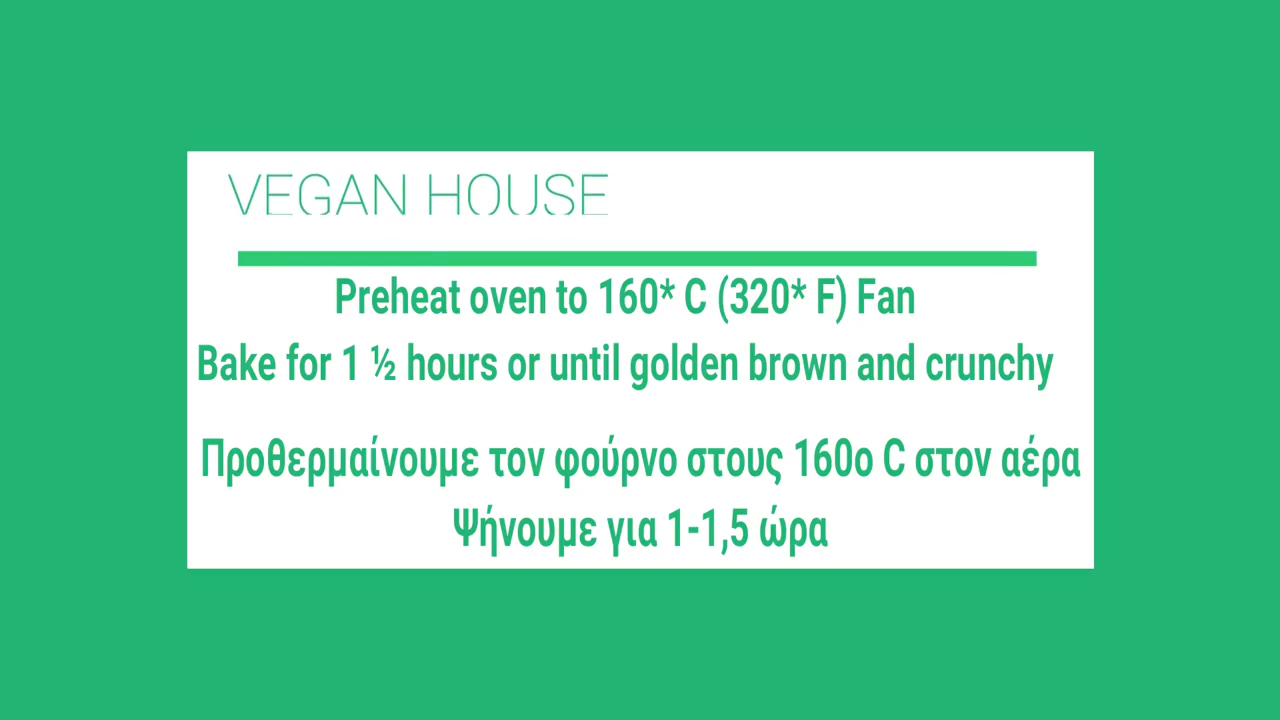 VEGAN HOUSE
Preheat oven to 160* C (320* F) Fan
Bake for 1 ½ hours or until golden brown and crunchy
Προθερμαίνουμε τον φούρνο στους 160ο C στον αέρα
Ψήνουμε για 1-1,5 ώρα